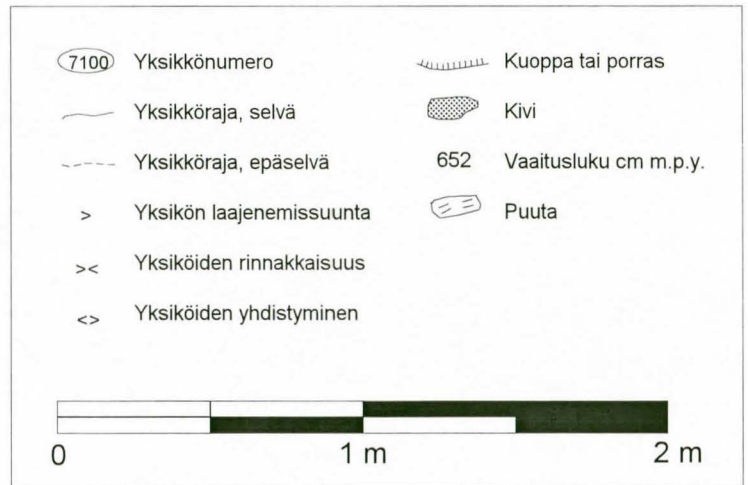 7100 Yksikkönumero
Yksikköraja, selvä
Yksikköraja, epäselvä
> Yksikön laajenemissuunta
>< Yksiköiden rinnakkaisuus
<> Yksiköiden yhdistyminen
Kuoppa tai porras
Kivi
652 Vaaitusluku cm m.p.y.
Puuta
0 1 m 2 m